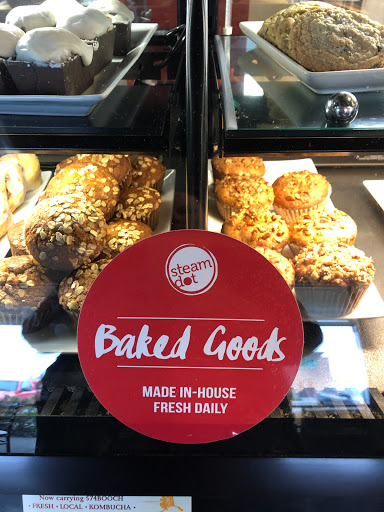 steam
dot
Baked Goods
MADE IN-HOUSE
FRESH DAILY
Now carrying 574BOOCH
• FRESH • LOCAL • KOMBUCHA •